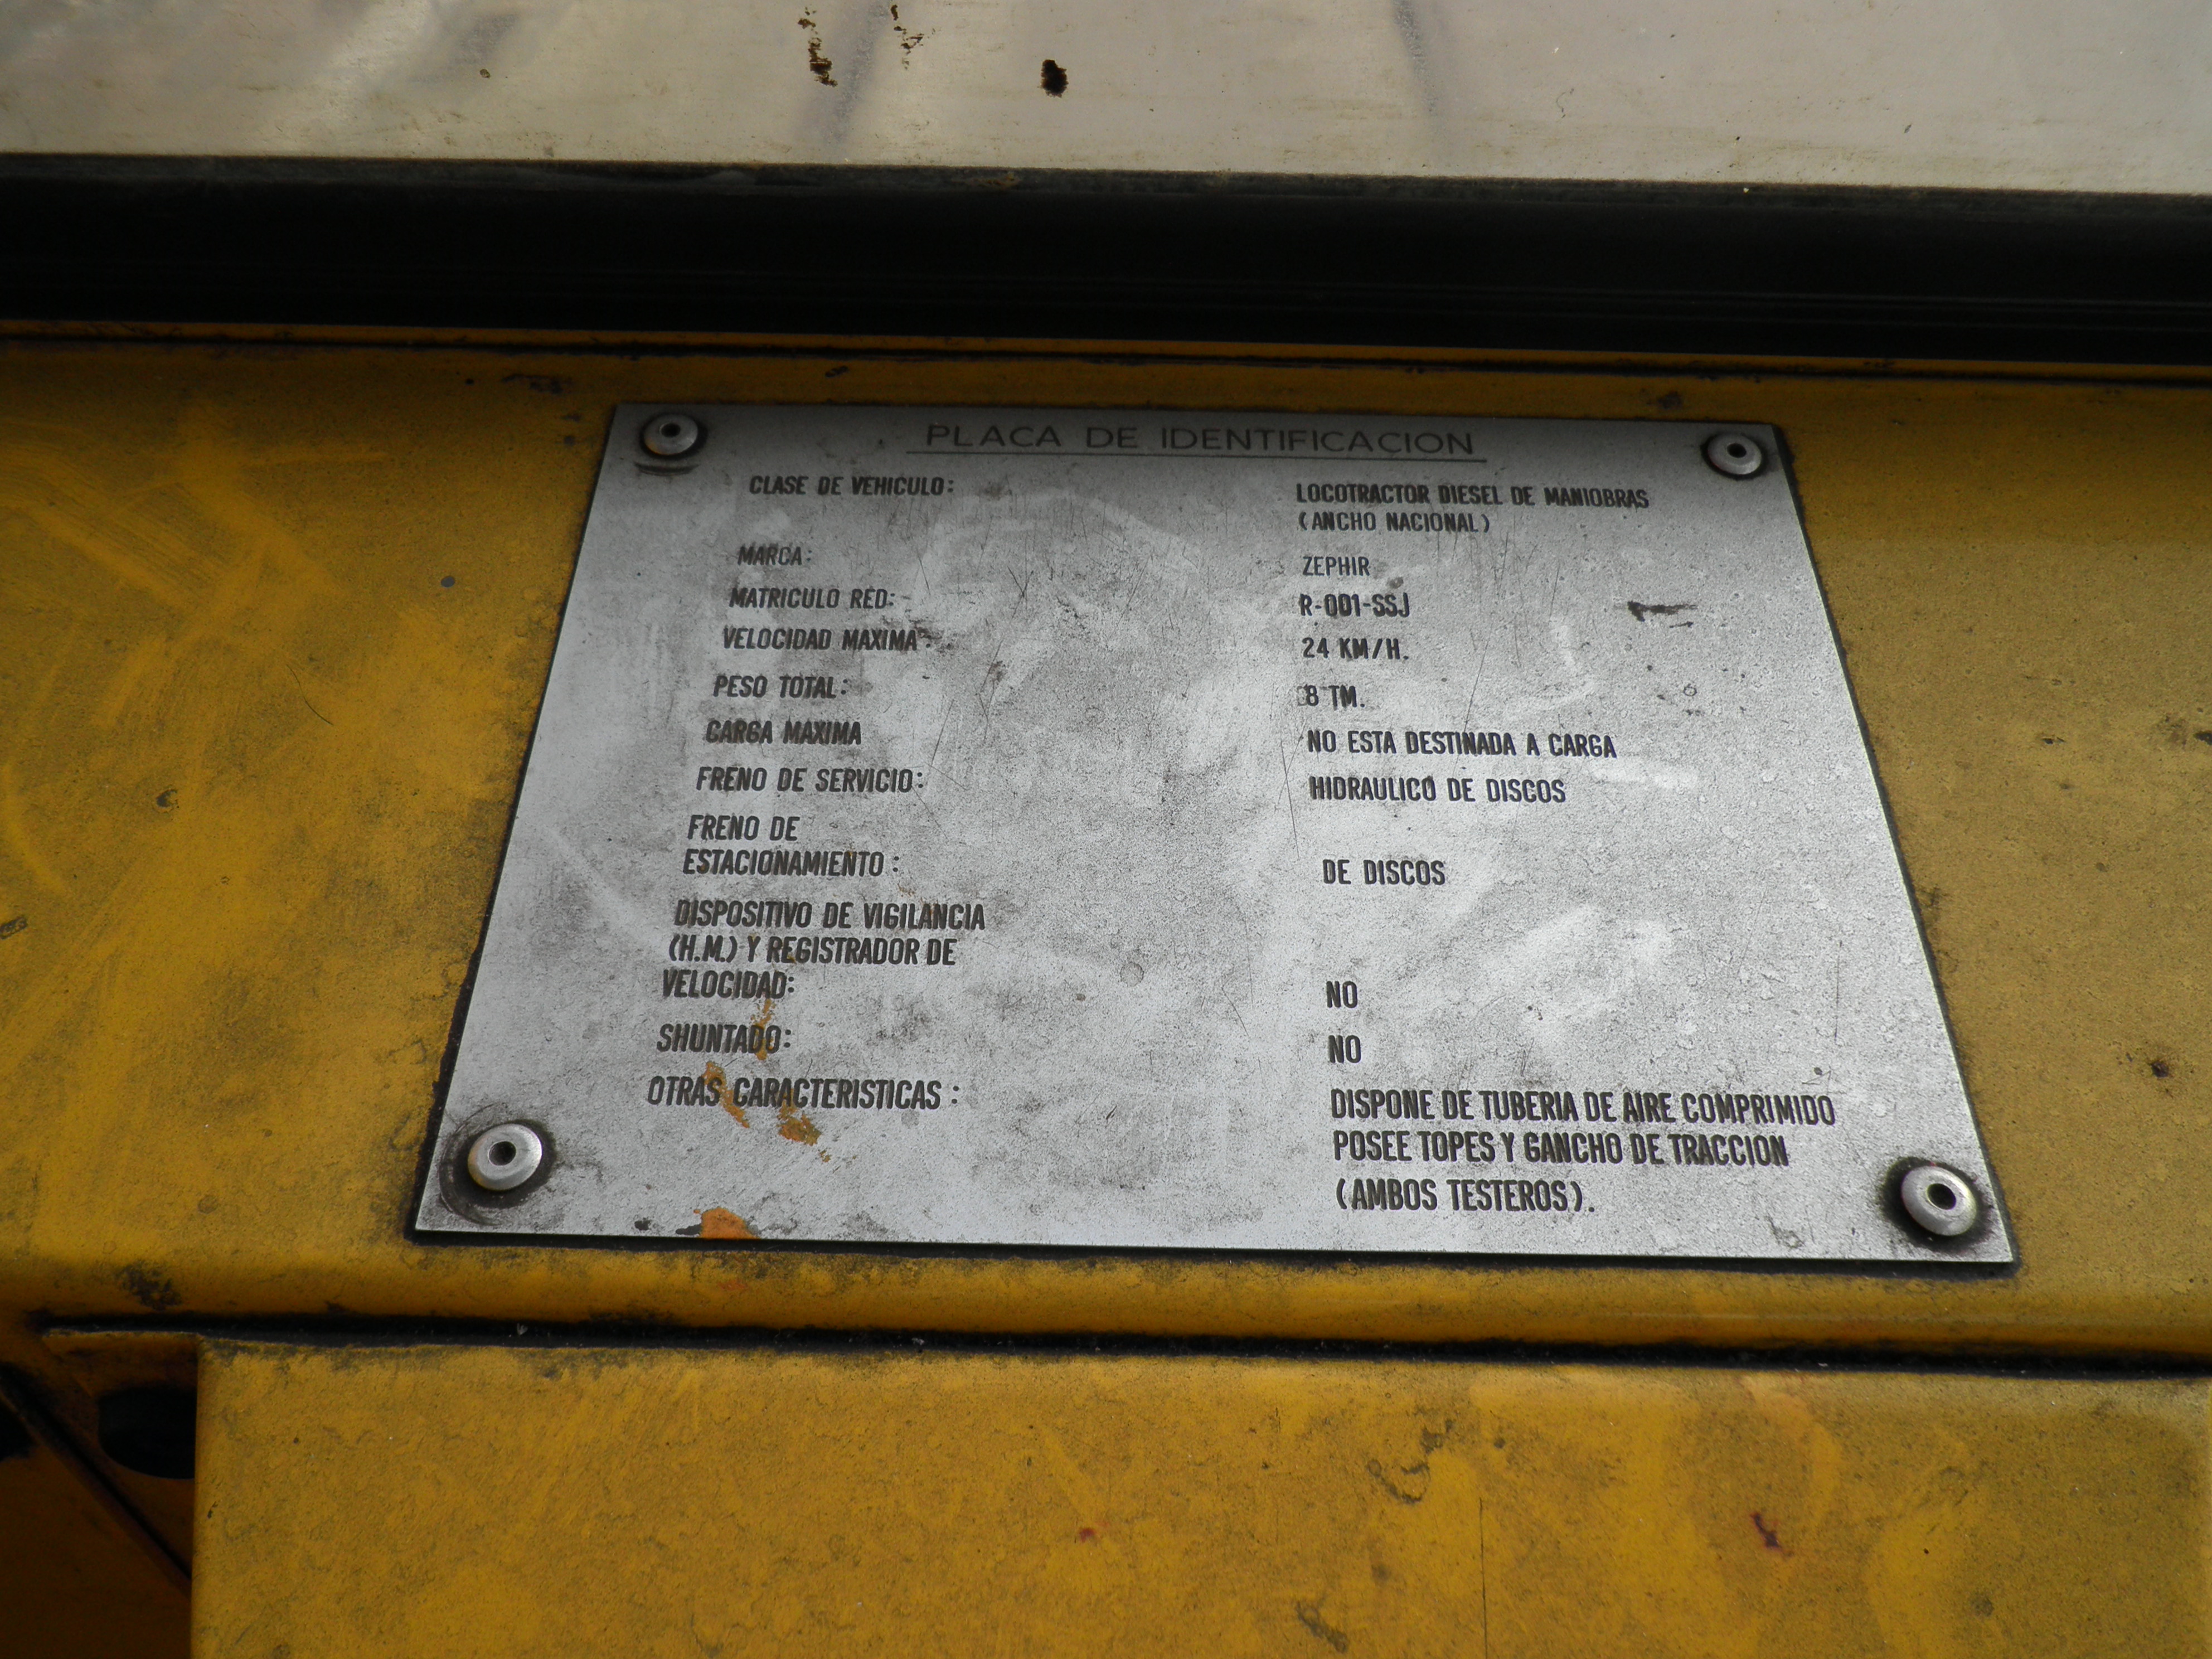 PLACA DE IDENTIFICACION
CLASE DE VEHICULO: LOCOTRACTOR DIESEL DE MANIOBRAS
(ANCHO NACIONAL)
MARCA: ZEPHIR
MATRICULO RED: R-001-SSJ
VELOCIDAD MAXIMA: 24 KM/H.
PESO TOTAL: 8 TM.
CARGA MAXIMA NO ESTA DESTINADA A CARGA
FRENO DE SERVICIO: HIDRAULICO DE DISCOS
FRENO DE
ESTACIONAMIENTO: DE DISCOS
DISPOSITIVO DE VIGILANCIA
(H.M.) Y REGISTRADOR DE
VELOCIDAD: NO
SHUNTADO: NO
OTRAS CARACTERISTICAS: DISPONE DE TUBERIA DE AIRE COMPRIMIDO
POSEE TOPES Y GANCHO DE TRACCION
(AMBOS TESTEROS).